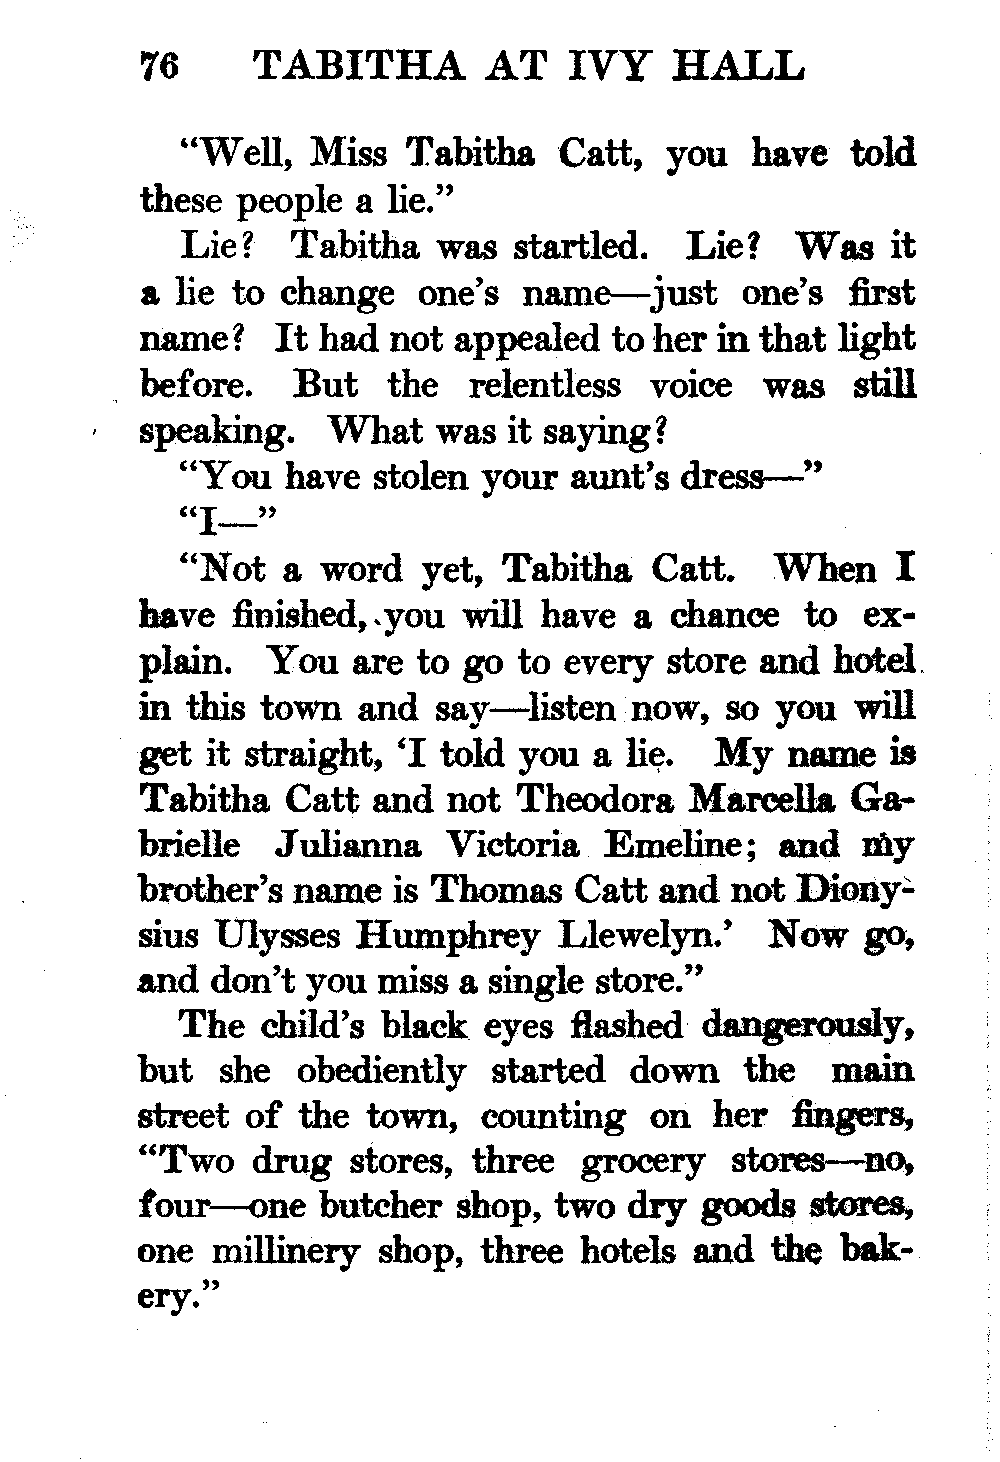 76 TABITHA AT IVY HALL
“Well, Miss Tabitha Catt, you have told
these people a lie.”
Lie? Tabitha was startled. Lie? Was it
a lie to change one’s name—just one’s first
name? It had not appealed to her in that light
before. But the relentless voice was still
speaking. What was it saying?
“You have stolen your aunt’s dress—”
“I—”
“Not a word yet, Tabitha Catt. When I
have finished, you will have a chance to ex-
plain. You are to go to every store and hotel
in this town and say—listen now, so you will
get it straight, ‘I told you a lie. My name is
Tabitha Catt and not Theodora Marcella Ga-
brielle Julianna Victoria Emeline; and my
brother’s name is Thomas Catt and not Diony-
sius Ulysses Humphrey Llewelyn.’ Now go,
and don’t you miss a single store.”
The child’s black eyes flashed dangerously,
but she obediently started down the main
street of the town, counting on her fingers,
“Two drug stores, three grocery stores—no,
four—one butcher shop, two dry goods stores,
one millinery shop, three hotels and the bak-
ery.”